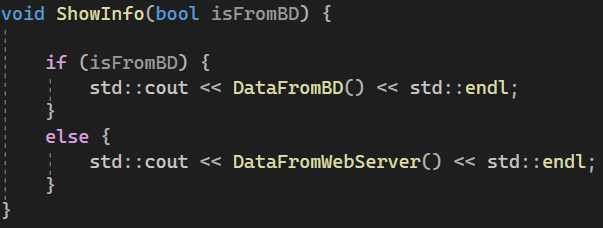 void ShowInfo(bool isFromBD) {
if (isFromBD) {
std::cout << DataFromBD() << std::endl;
}
else {
std::cout << DataFromWebServer() << std::endl;
}
}